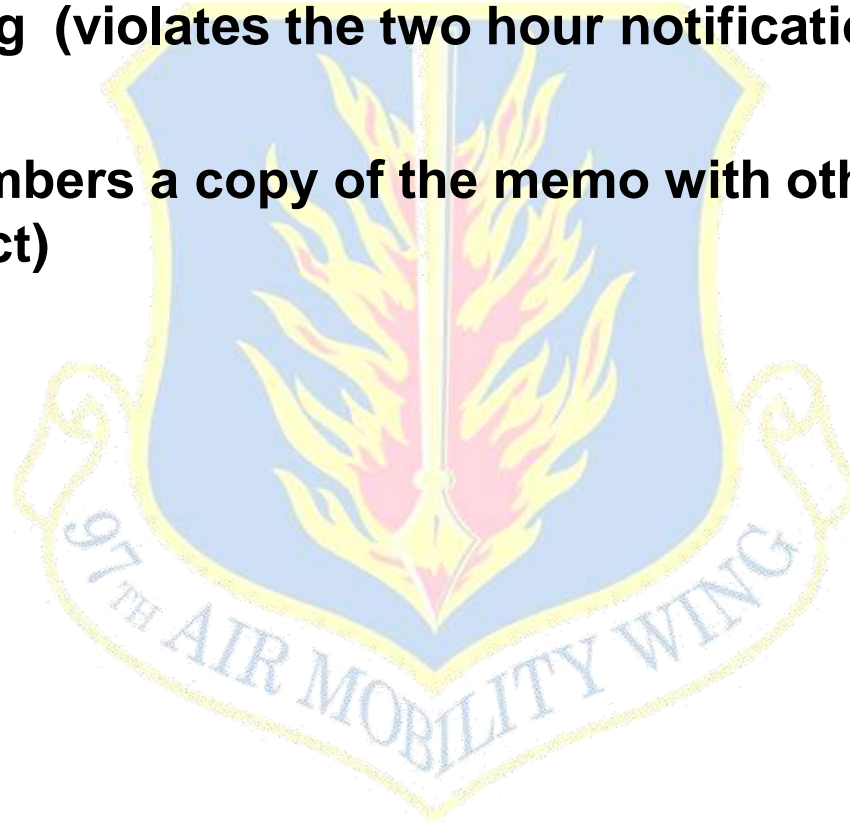 g (violates the two hour notificatio
mbers a copy of the memo with oth
ct)
97TH AIR MOBILITY WING